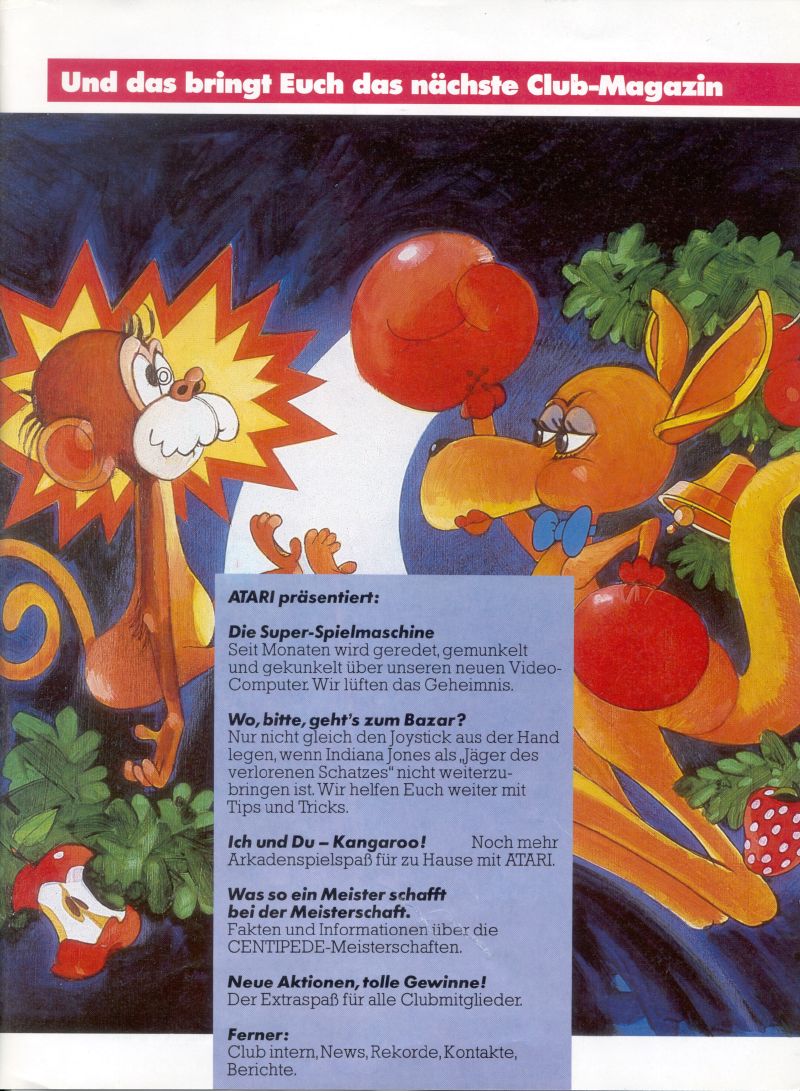 Und das bringt Euch das nächste Club-Magazin
ATARI präsentiert:
Die Super-Spielmaschine
Seit Monaten wird geredet, gemunkelt
und gekunkelt über unseren neuen Video-
Computer. Wir lüften das Geheimnis.
Wo, bitte, geht's zum Bazar?
Nur nicht gleich den Joystick aus der Hand
legen, wenn Indiana Jones als „Jäger des
verlorenen Schatzes" nicht weiterzu-
bringen ist. Wir helfen Euch weiter mit
Tips und Tricks.
Ich und Du – Kangaroo! Noch mehr
Arkadenspielspaß für zu Hause mit ATARI.
Was so ein Meister schafft
bei der Meisterschaft.
Fakten und Informationen über die
CENTIPEDE-Meisterschaften.
Neue Aktionen, tolle Gewinne!
Der Extraspaß für alle Clubmitglieder.
Ferner:
Club intern, News, Rekorde, Kontakte,
Berichte.